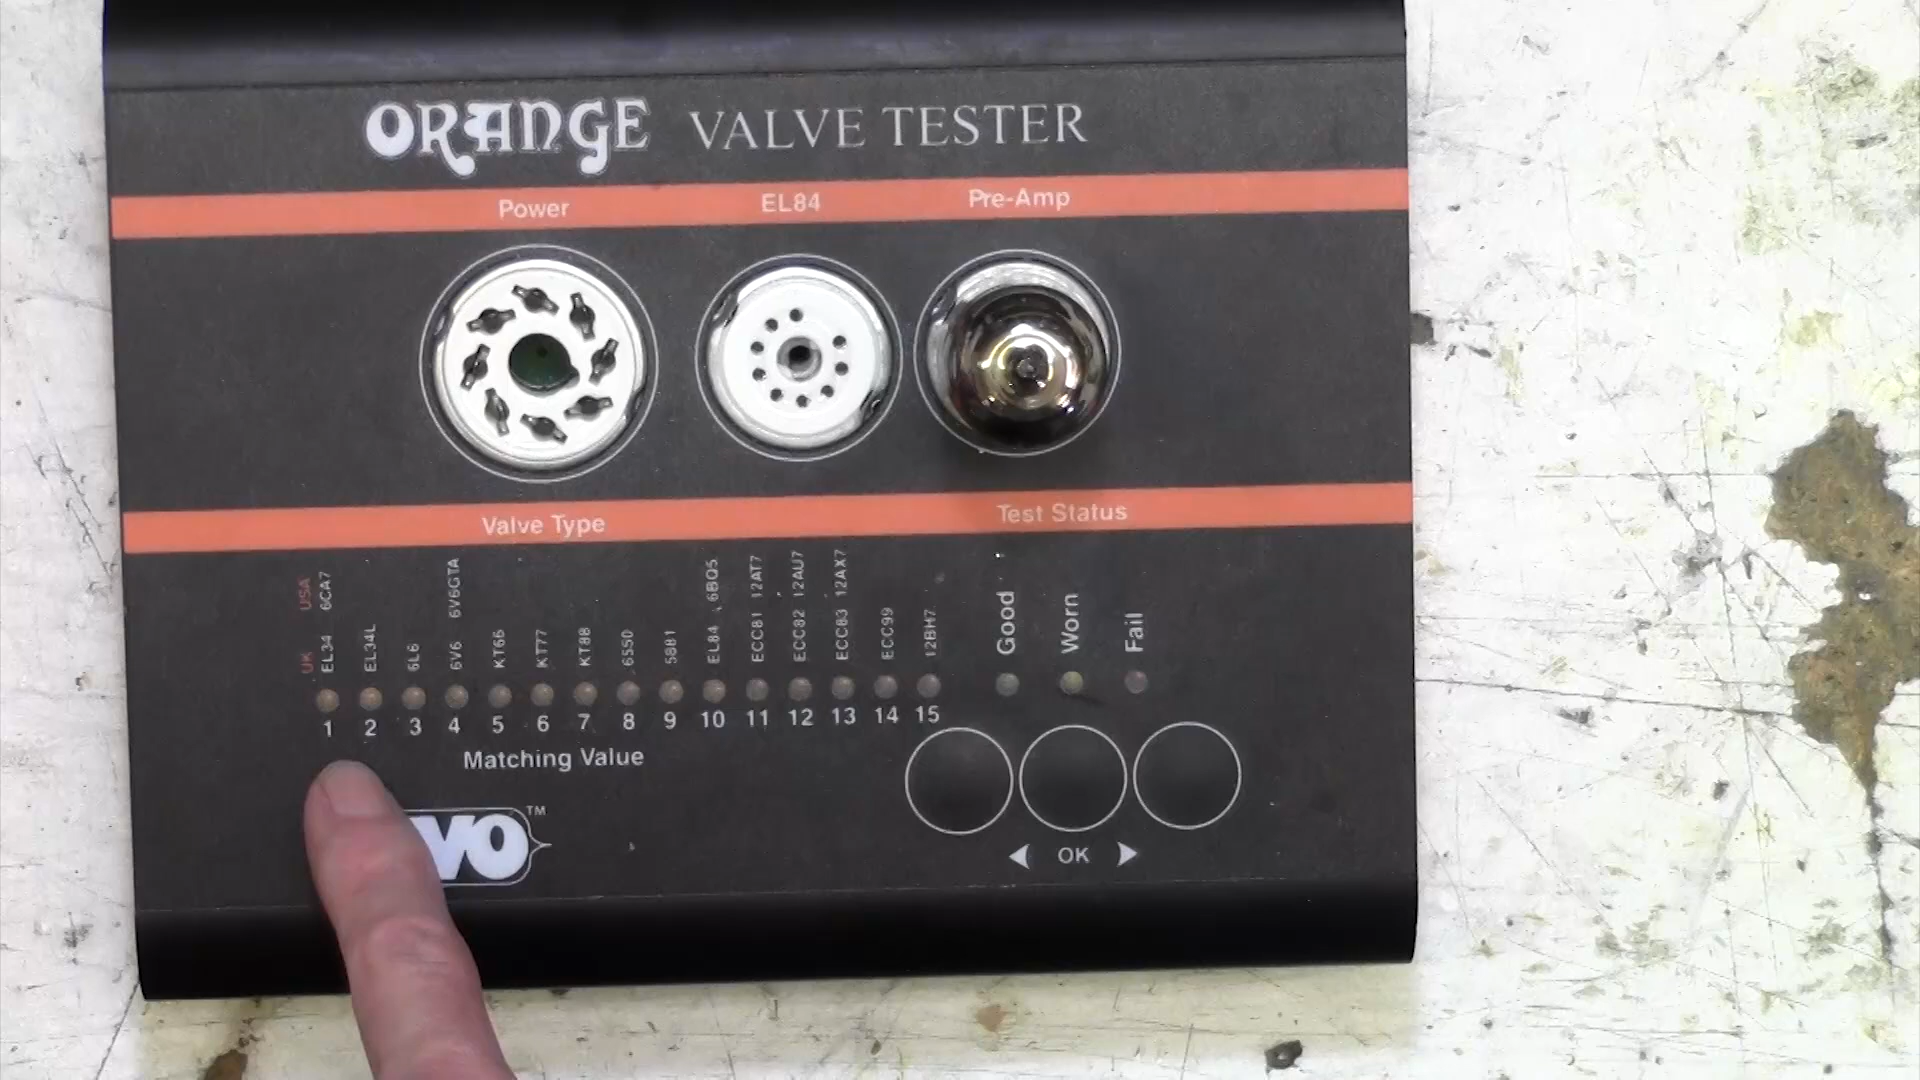 ORANGE VALVE TESTER
Power EL84 Pre-Amp
Valve Type Test Status
UK USA
EL34 6CA7
EL34L
6L6
6V6 6V6GTA
KT66
KT77
KT88
6550
5881
EL84 6BQ5
ECC81 12AT7
ECC82 12AU7
ECC83 12AX7
ECC99
12BH7
Good
Worn
Fail
1 2 3 4 5 6 7 8 9 10 11 12 13 14 15
Matching Value
TM
OK